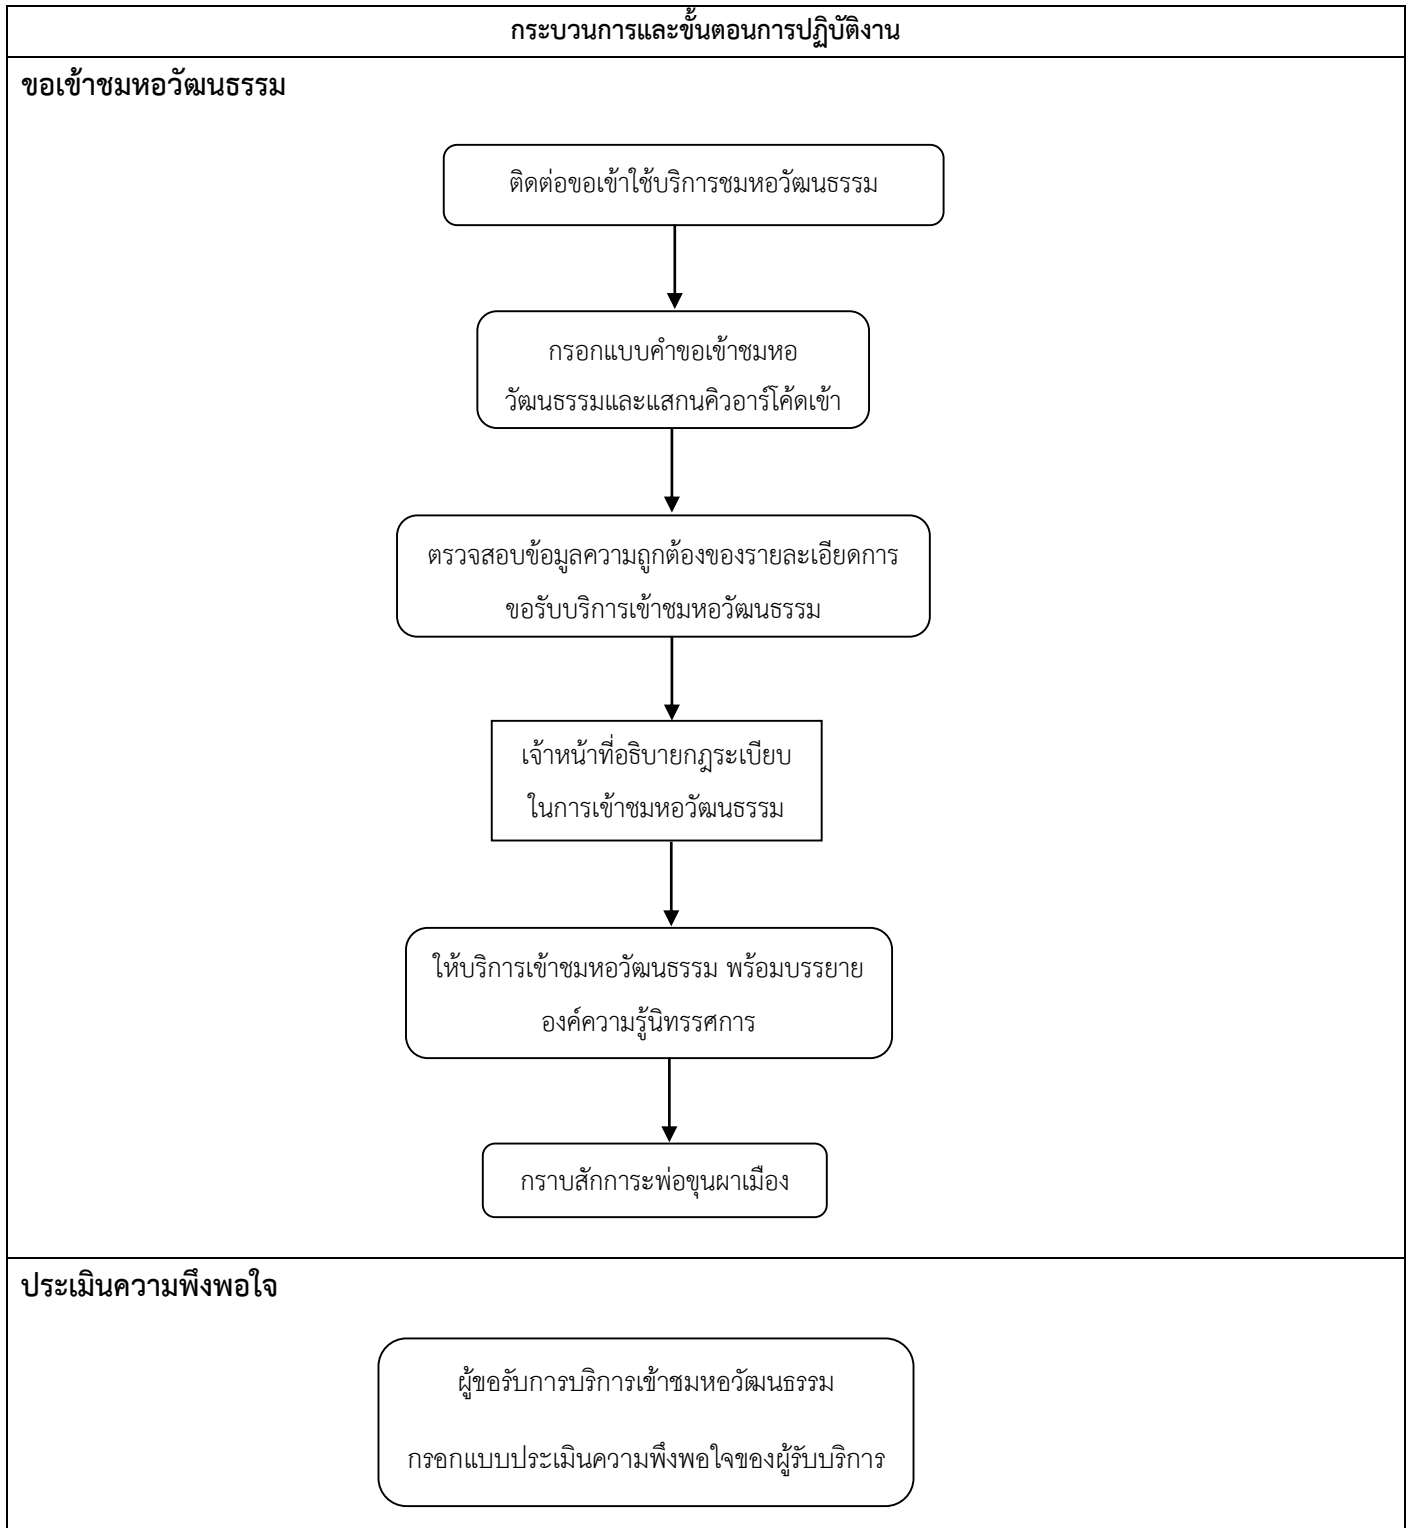 กระบวนการและขั้นตอนการปฏิบัติงาน
ขอเข้าชมหอวัฒนธรรม
ติดต่อขอเข้าใช้บริการชมหอวัฒนธรรม
กรอกแบบคำขอเข้าชมหอ
วัฒนธรรมและแสกนคิวอาร์โค้ดเข้า
ตรวจสอบข้อมูลความถูกต้องของรายละเอียดการ
ขอรับบริการเข้าชมหอวัฒนธรรม
เจ้าหน้าที่อธิบายกฎระเบียบ
ในการเข้าชมหอวัฒนธรรม
ให้บริการเข้าชมหอวัฒนธรรม พร้อมบรรยาย
องค์ความรู้นิทรรศการ
กราบสักการะพ่อขุนผาเมือง
ประเมินความพึงพอใจ
ผู้ขอรับการบริการเข้าชมหอวัฒนธรรม
กรอกแบบประเมินความพึงพอใจของผู้รับบริการ